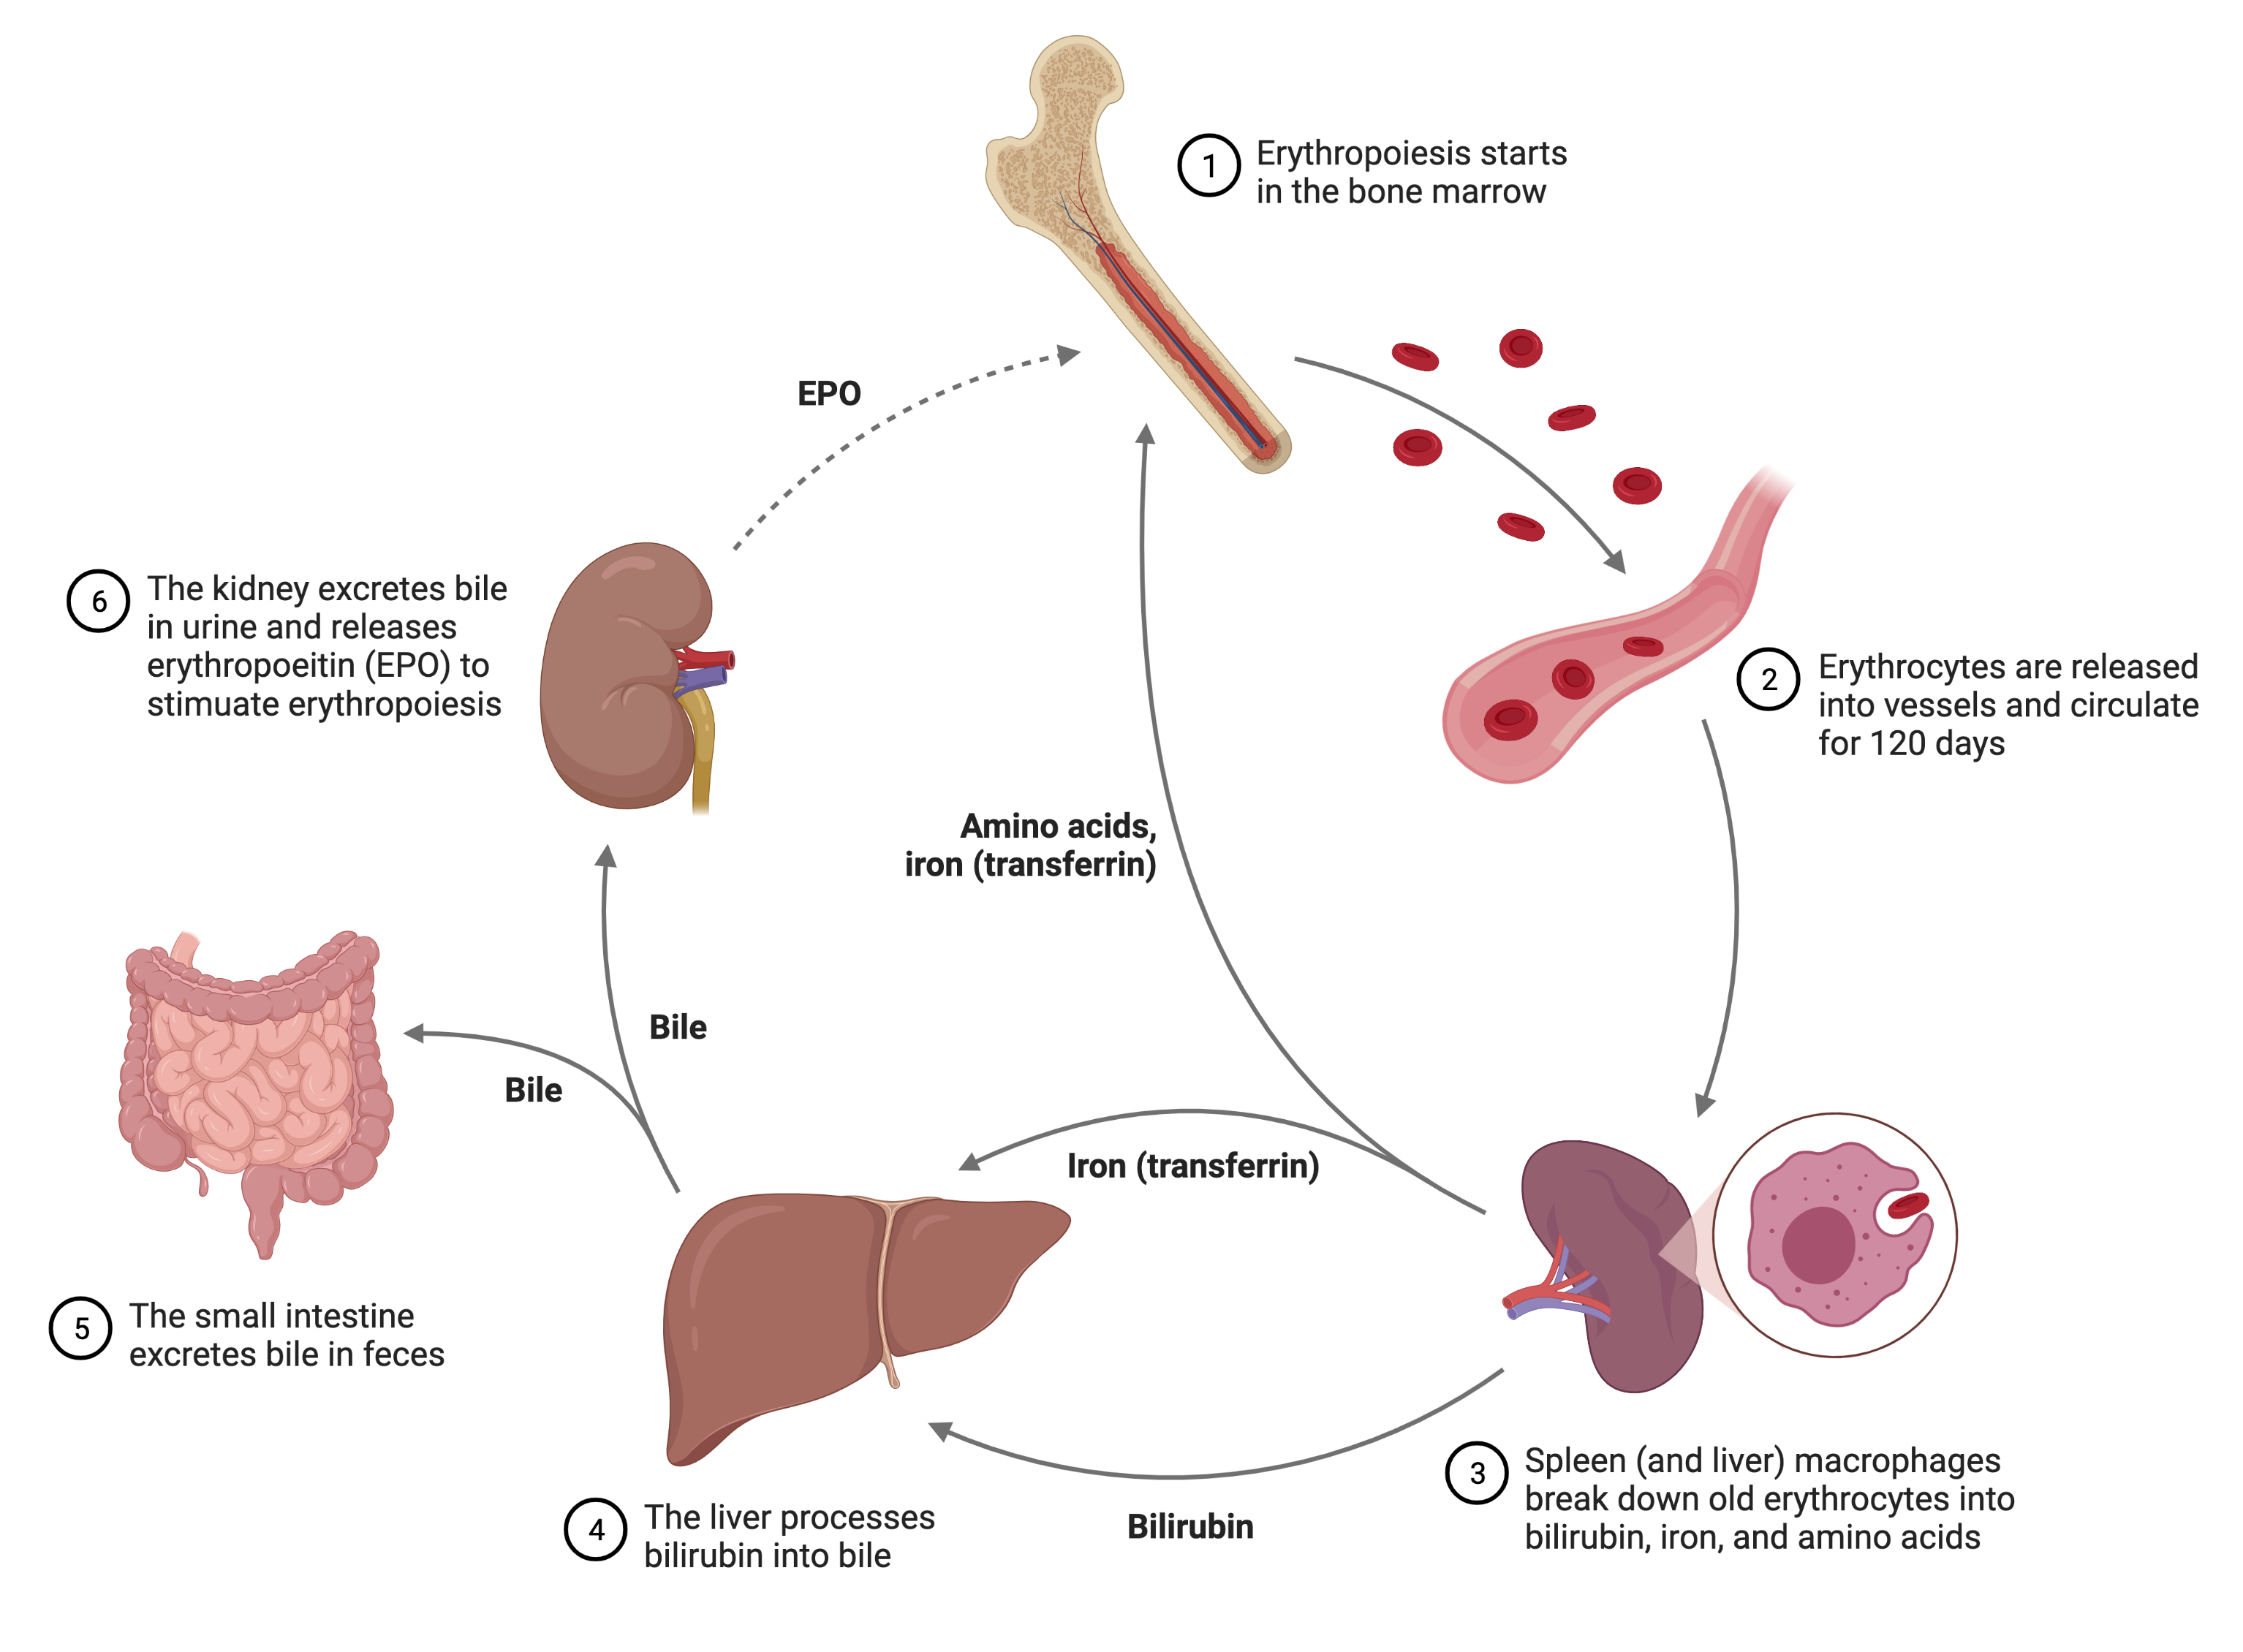 1
Erythropoiesis starts
in the bone marrow
EPO
6
The kidney excretes bile
in urine and releases
erythropoeitin (EPO) to
stimuate erythropoiesis
2
Erythrocytes are released
into vessels and circulate
for 120 days
Amino acids,
iron (transferrin)
Bile
Bile
Iron (transferrin)
5
The small intestine
excretes bile in feces
3
Spleen (and liver) macrophages
break down old erythrocytes into
bilirubin, iron, and amino acids
4
The liver processes
bilirubin into bile
Bilirubin